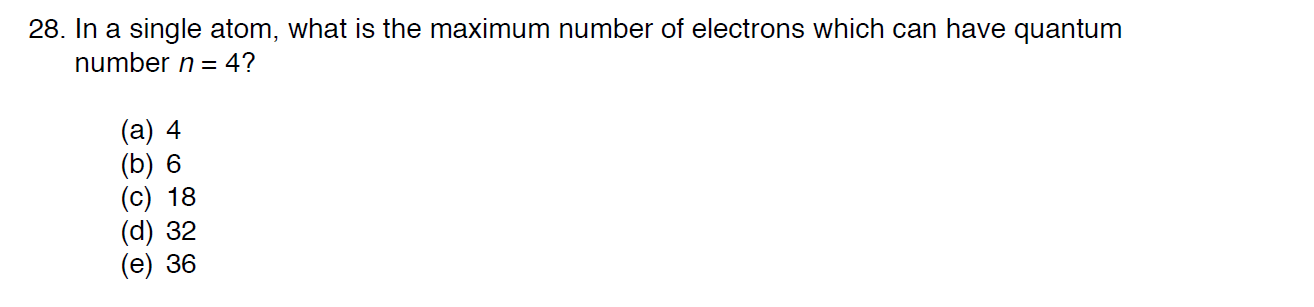 28. In a single atom, what is the maximum number of electrons which can have quantum
number n = 4?
(a) 4
(b) 6
(c) 18
(d) 32
(e) 36